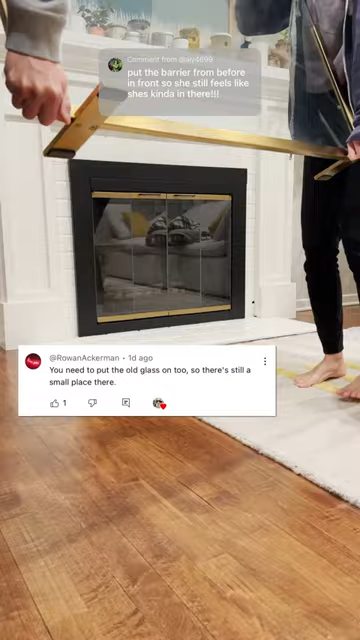 Comment from @aly4699
put the barrier from before
in front so she still feels like
shes kinda in there!!!!
@RowanAckerman • 1d ago
You need to put the old glass on too, so there's still a
small place there.
1